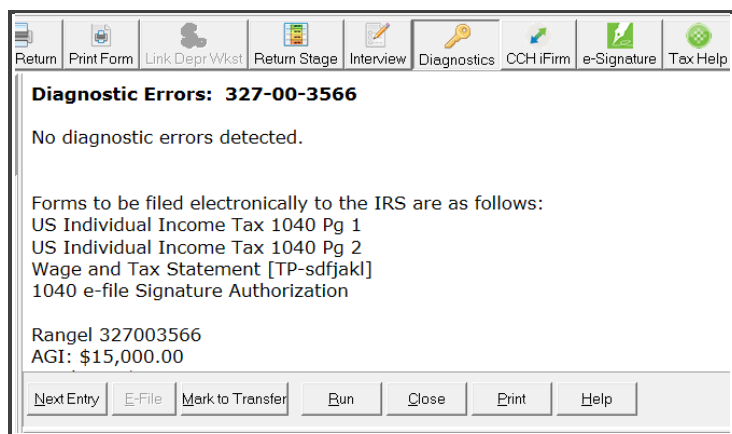 Return Print Form Link Depr Wkst Return Stage Interview Diagnostics CCH iFirm e-Signature Tax Help
Diagnostic Errors: 327-00-3566
No diagnostic errors detected.
Forms to be filed electronically to the IRS are as follows:
US Individual Income Tax 1040 Pg 1
US Individual Income Tax 1040 Pg 2
Wage and Tax Statement [TP-sdfjakl]
1040 e-file Signature Authorization
Rangel 327003566
AGI: $15,000.00
Next Entry E-File Mark to Transfer Run Close Print Help